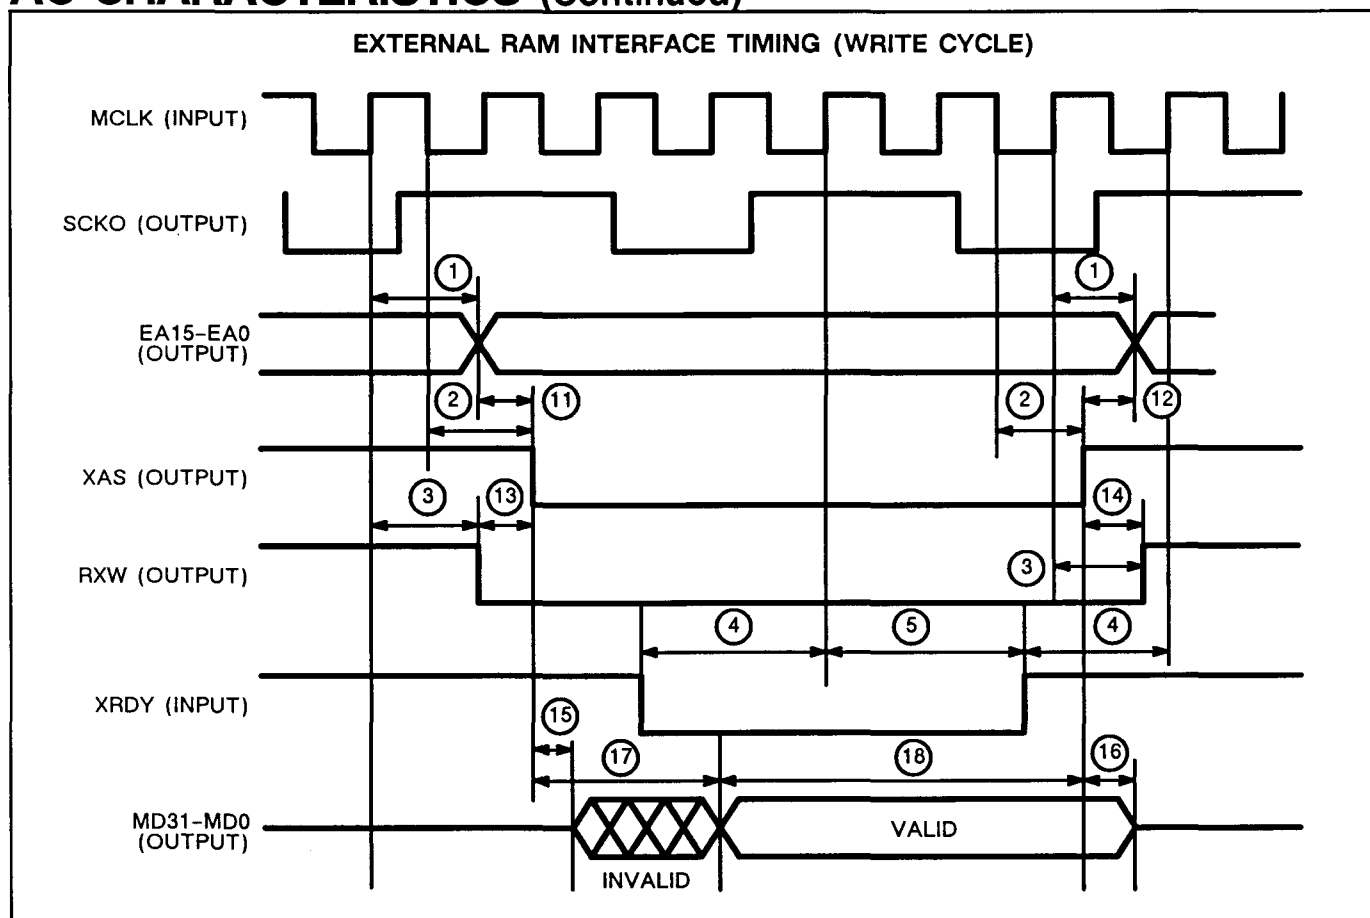 AC CHARACTERISTICS (Continued)
EXTERNAL RAM INTERFACE TIMING (WRITE CYCLE)
MCLK (INPUT)
SCKO (OUTPUT)
1 1
EA15–EA0
(OUTPUT)
2 11 2 12
XAS (OUTPUT)
3 13 14
RXW (OUTPUT)
3
4 5 4
XRDY (INPUT)
15
17 18 16
MD31–MD0
(OUTPUT)
VALID
INVALID